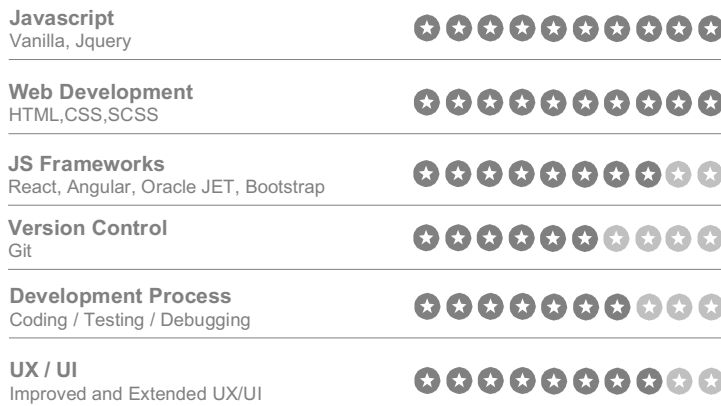 Javascript
Vanilla, Jquery
Web Development
HTML,CSS,SCSS
JS Frameworks
React, Angular, Oracle JET, Bootstrap
Version Control
Git
Development Process
Coding / Testing / Debugging
UX / UI
Improved and Extended UX/UI